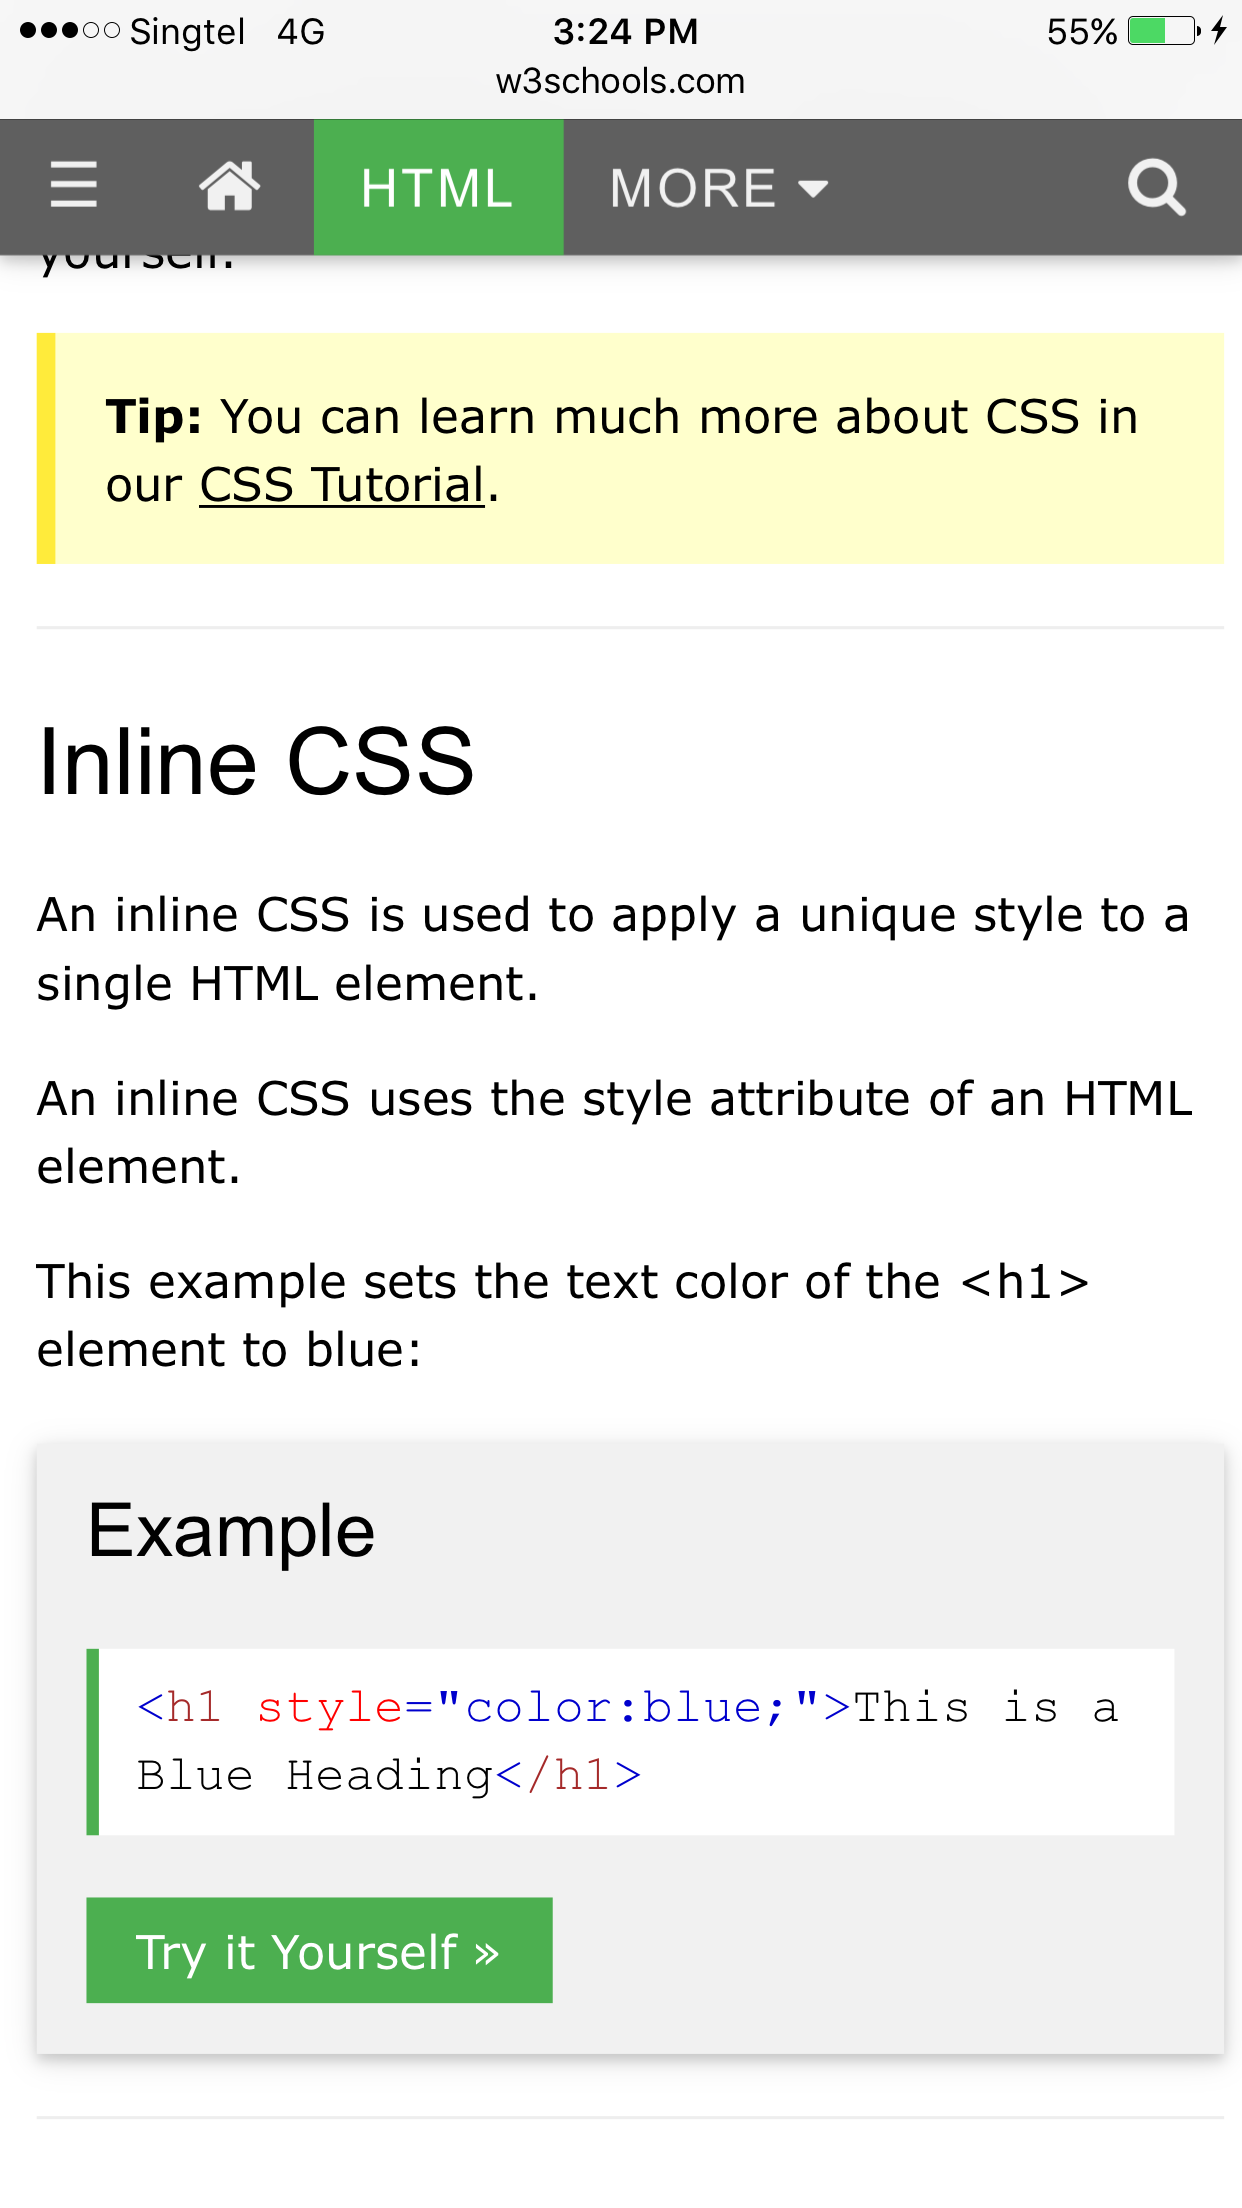 Singtel 4G 3:24 PM 55%
w3schools.com
HTML MORE
yourself.
Tip: You can learn much more about CSS in
our CSS Tutorial.
Inline CSS
An inline CSS is used to apply a unique style to a
single HTML element.
An inline CSS uses the style attribute of an HTML
element.
This example sets the text color of the <h1>
element to blue:
Example
<h1 style="color:blue;">This is a
Blue Heading</h1>
Try it Yourself »